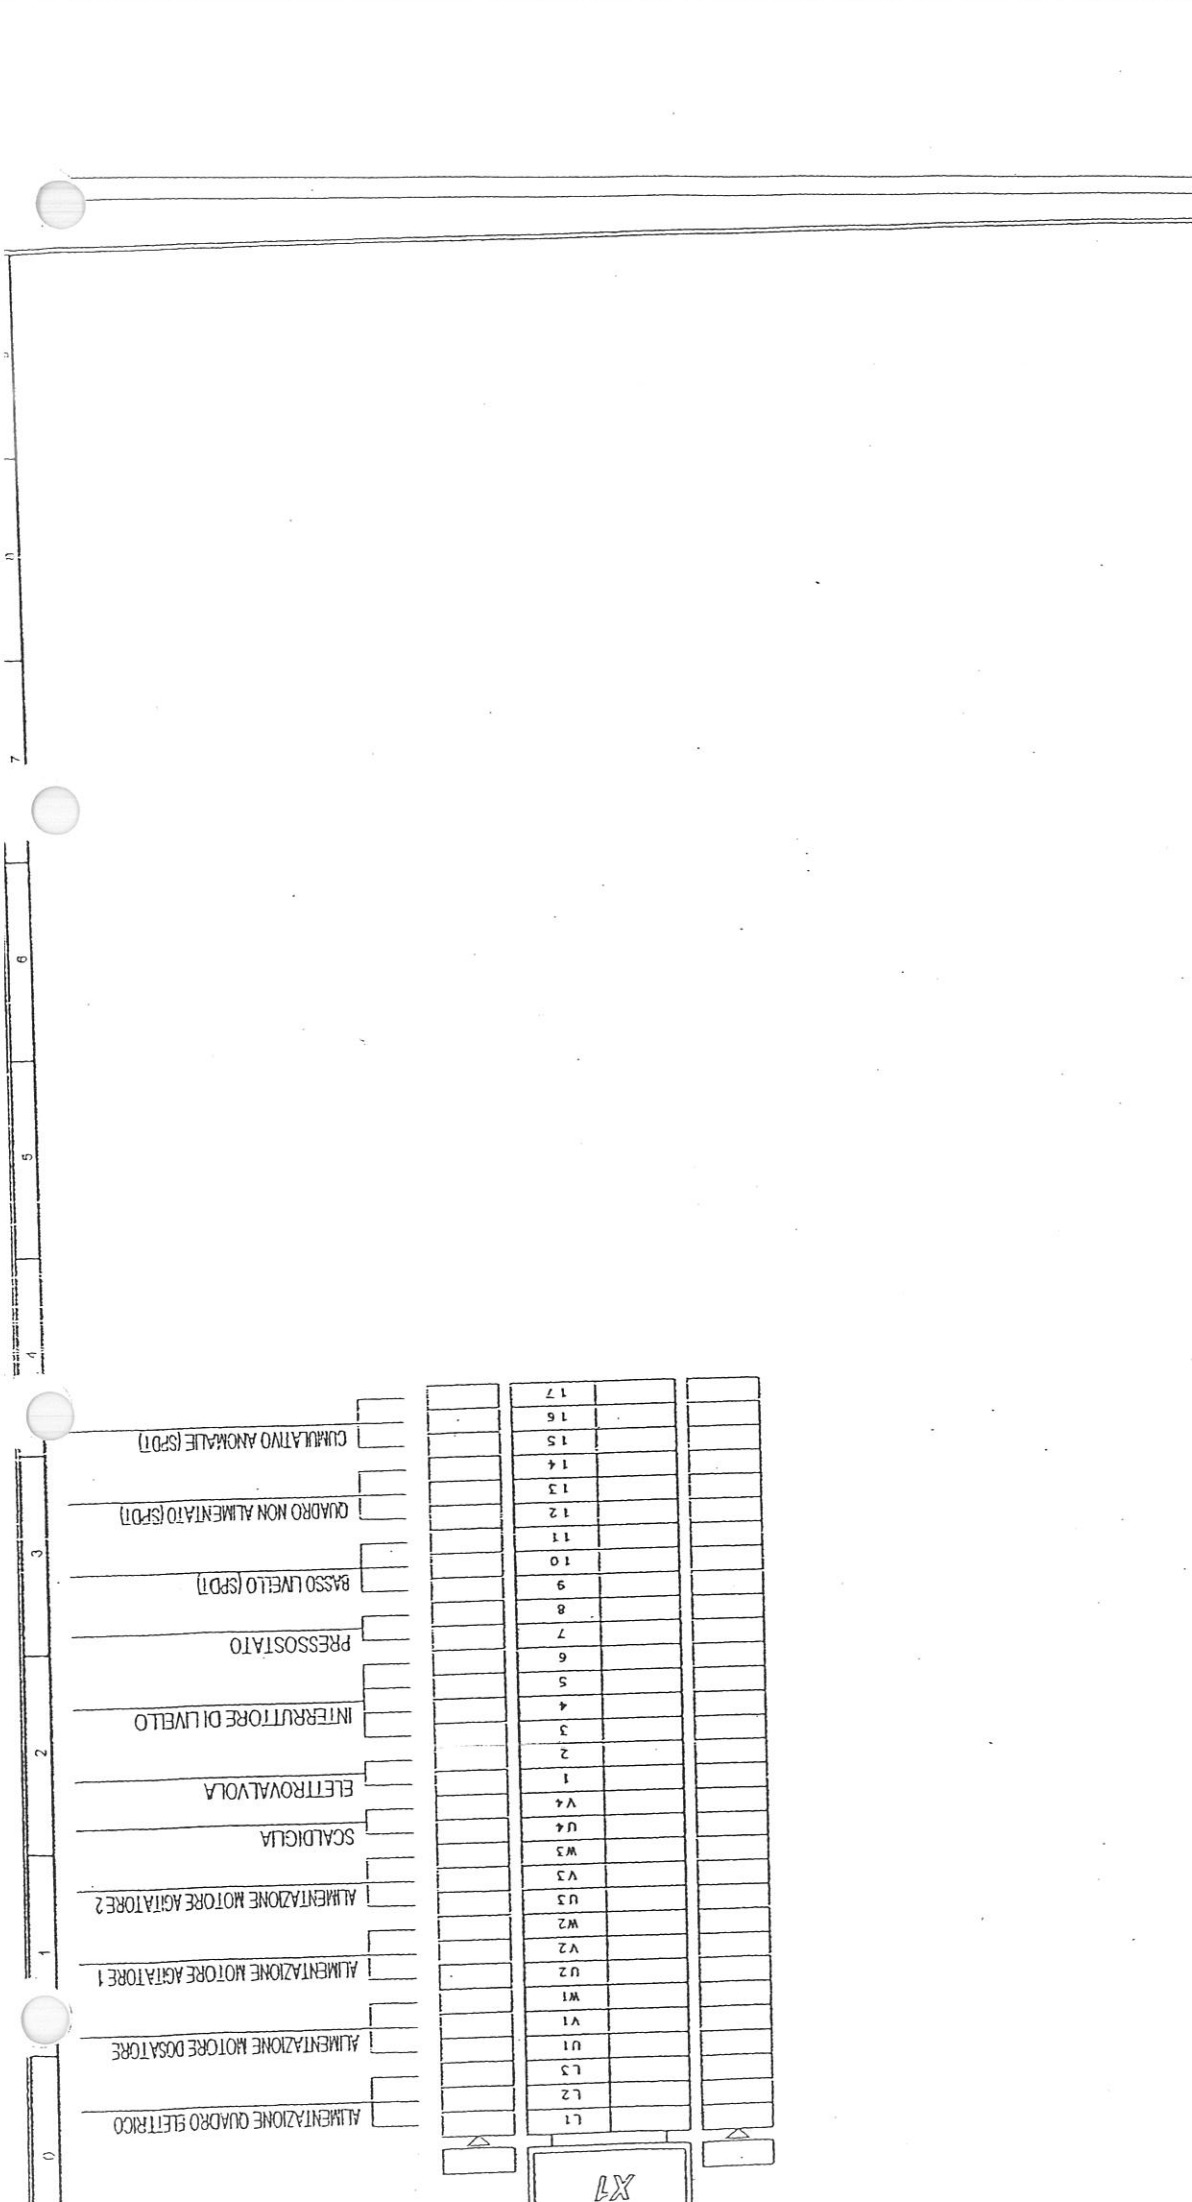 X1
L1
L2
L3
U1
V1
W1
U2
V2
W2
U3
V3
W3
U4
V4
1
2
3
4
5
6
7
8
9
10
11
12
13
14
15
16
17
ALIMENTAZIONE QUADRO ELETTRICO
ALIMENTAZIONE MOTORE DOSATORE
ALIMENTAZIONE MOTORE AGITATORE 1
ALIMENTAZIONE MOTORE AGITATORE 2
SCALDIGLIA
ELETTROVALVOLA
INTERRUTTORE DI LIVELLO
PRESSOSTATO
BASSO LIVELLO (SPDT)
QUADRO NON ALIMENTATO (SPDT)
CUMULATIVO ANOMALIE (SPDT)
0
1
2
3
4
5
6
7